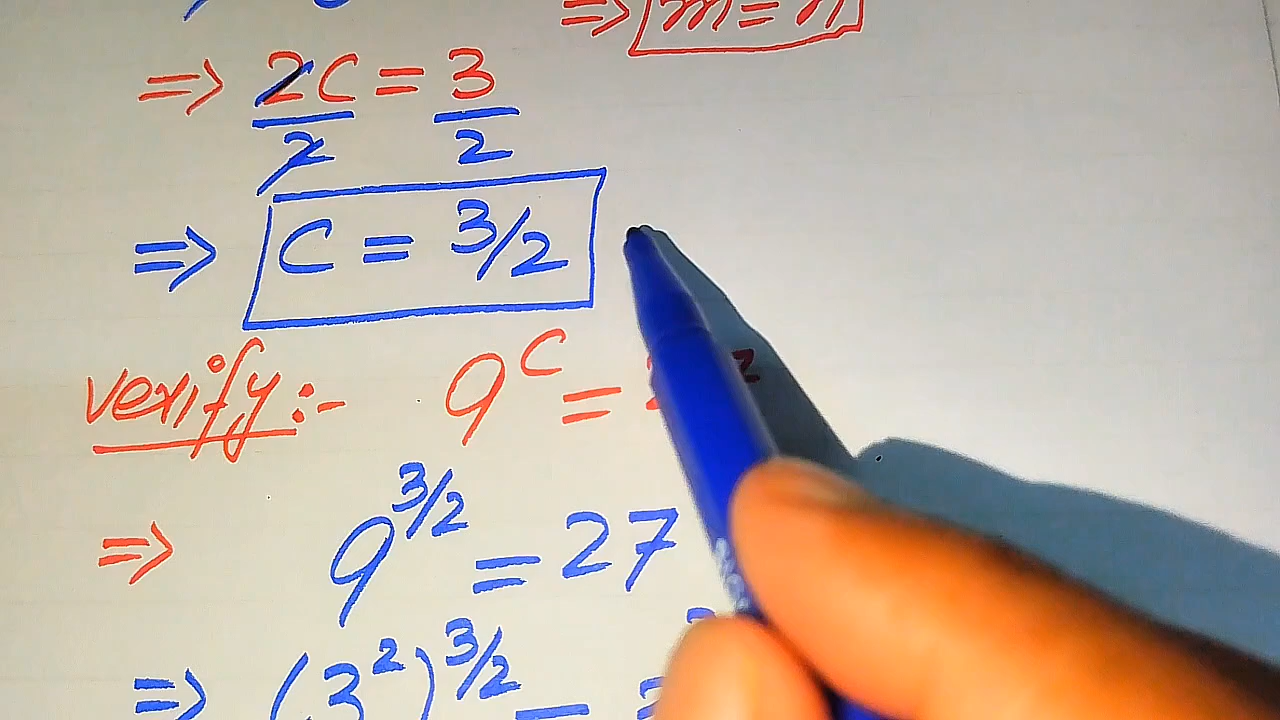 => m = n
=> 2C/2 = 3/2
=> C = 3/2
verify:- 9^C =
=> 9^3/2 = 27
=> (3^2)^3/2 =